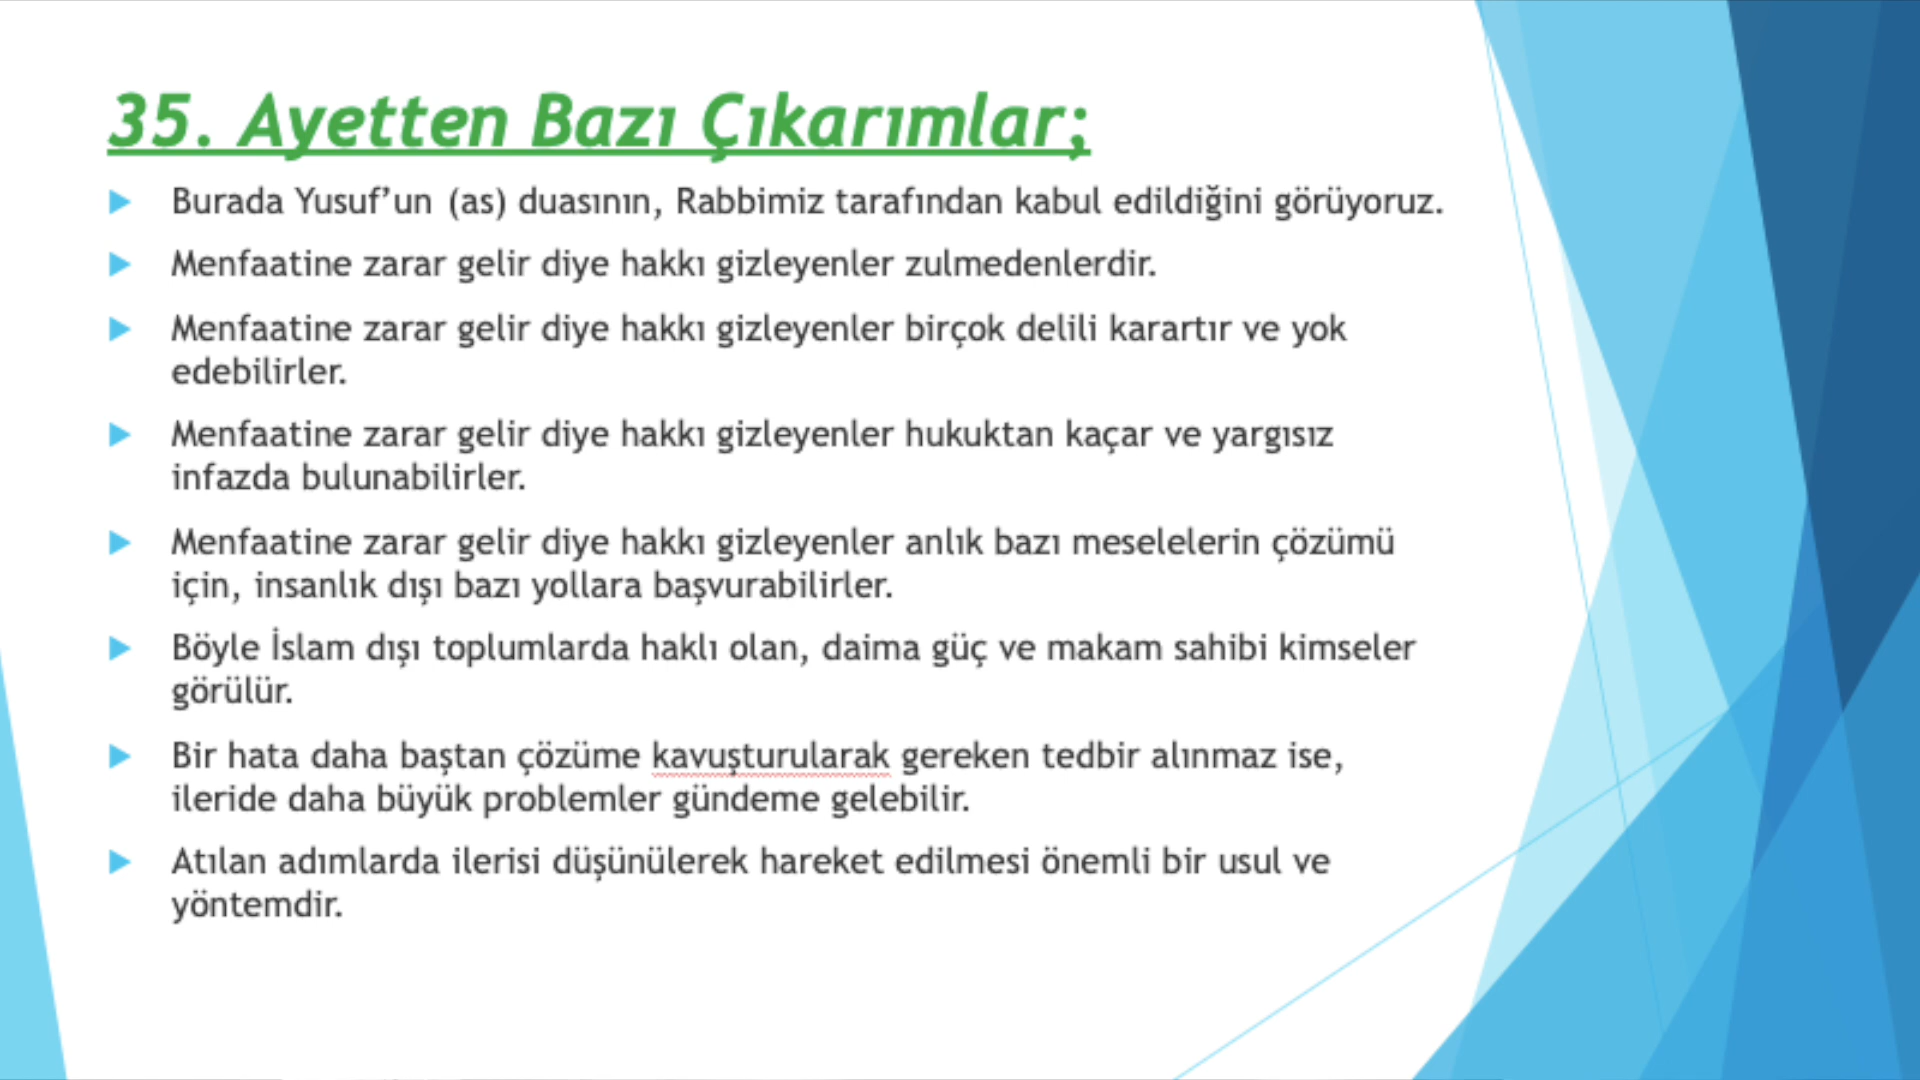 35. Ayetten Bazı Çıkarımlar;
Burada Yusuf’un (as) duasının, Rabbimiz tarafından kabul edildiğini görüyoruz.
Menfaatine zarar gelir diye hakkı gizleyenler zulmedenlerdir.
Menfaatine zarar gelir diye hakkı gizleyenler birçok delili karartır ve yok
edebilirler.
Menfaatine zarar gelir diye hakkı gizleyenler hukuktan kaçar ve yargısız
infazda bulunabilirler.
Menfaatine zarar gelir diye hakkı gizleyenler anlık bazı meselelerin çözümü
için, insanlık dışı bazı yollara başvurabilirler.
Böyle İslam dışı toplumlarda haklı olan, daima güç ve makam sahibi kimseler
görülür.
Bir hata daha baştan çözüme kavuşturularak gereken tedbir alınmaz ise,
ileride daha büyük problemler gündeme gelebilir.
Atılan adımlarda ilerisi düşünülerek hareket edilmesi önemli bir usul ve
yöntemdir.